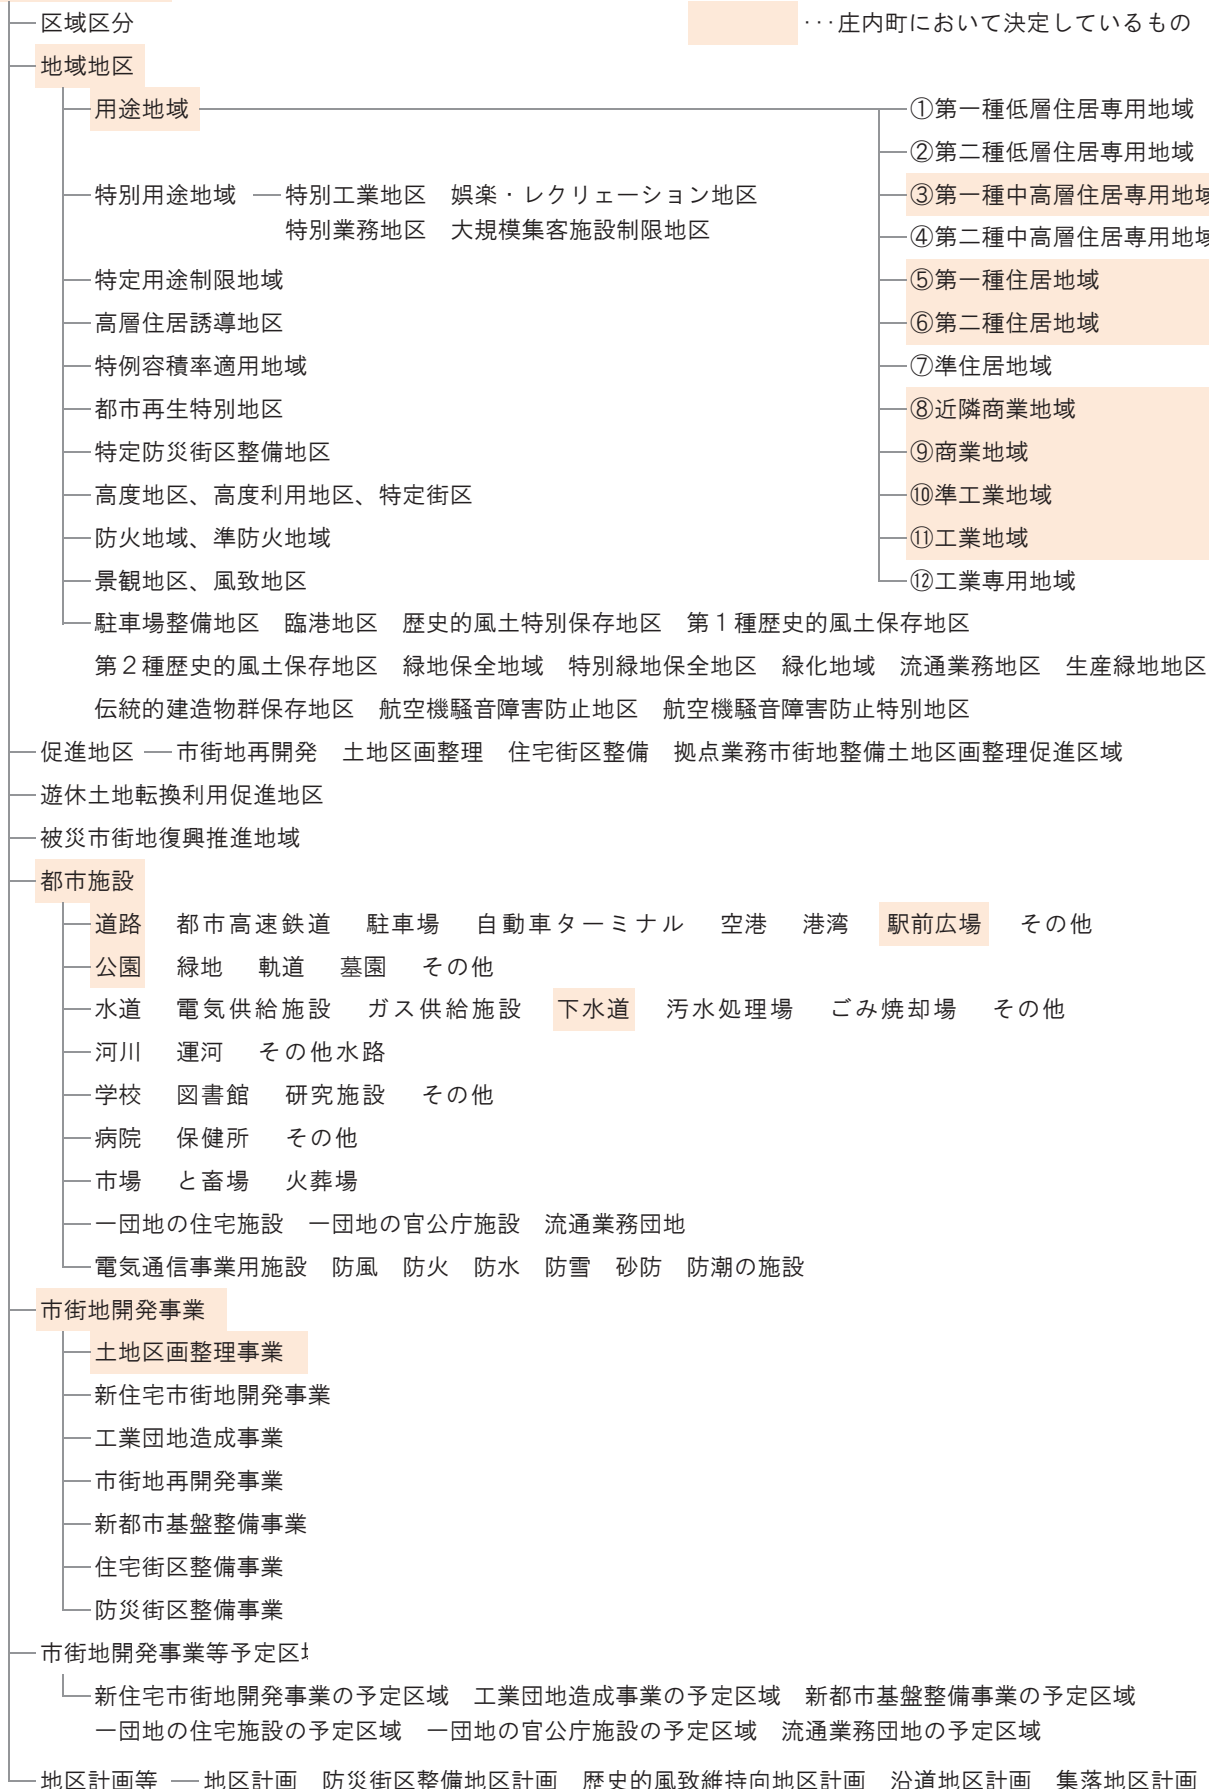 区域区分
･･･庄内町において決定しているもの
地域地区
用途地域
①第一種低層住居専用地域
②第二種低層住居専用地域
特別用途地域 特別工業地区 娯楽・レクリェーション地区
③第一種中高層住居専用地域
特別業務地区 大規模集客施設制限地区
④第二種中高層住居専用地域
特定用途制限地域
⑤第一種住居地域
高層住居誘導地区
⑥第二種住居地域
特例容積率適用地域
⑦準住居地域
都市再生特別地区
⑧近隣商業地域
特定防災街区整備地区
⑨商業地域
高度地区、高度利用地区、特定街区
⑩準工業地域
防火地域、準防火地域
⑪工業地域
景観地区、風致地区
⑫工業専用地域
駐車場整備地区 臨港地区 歴史的風土特別保存地区 第１種歴史的風土保存地区
第２種歴史的風土保存地区 緑地保全地域 特別緑地保全地区 緑化地域 流通業務地区 生産緑地地区
伝統的建造物群保存地区 航空機騒音障害防止地区 航空機騒音障害防止特別地区
促進地区 市街地再開発 土地区画整理 住宅街区整備 拠点業務市街地整備土地区画整理促進区域
遊休土地転換利用促進地区
被災市街地復興推進地域
都市施設
道路 都市高速鉄道 駐車場 自動車ターミナル 空港 港湾 駅前広場 その他
公園 緑地 軌道 墓園 その他
水道 電気供給施設 ガス供給施設 下水道 汚水処理場 ごみ焼却場 その他
河川 運河 その他水路
学校 図書館 研究施設 その他
病院 保健所 その他
市場 と畜場 火葬場
一団地の住宅施設 一団地の官公庁施設 流通業務団地
電気通信事業用施設 防風 防火 防水 防雪 砂防 防潮の施設
市街地開発事業
土地区画整理事業
新住宅市街地開発事業
工業団地造成事業
市街地再開発事業
新都市基盤整備事業
住宅街区整備事業
防災街区整備事業
市街地開発事業等予定区
新住宅市街地開発事業の予定区域 工業団地造成事業の予定区域 新都市基盤整備事業の予定区域
一団地の住宅施設の予定区域 一団地の官公庁施設の予定区域 流通業務団地の予定区域
地区計画等 地区計画 防災街区整備地区計画 歴史的風致維持向地区計画 沿道地区計画 集落地区計画